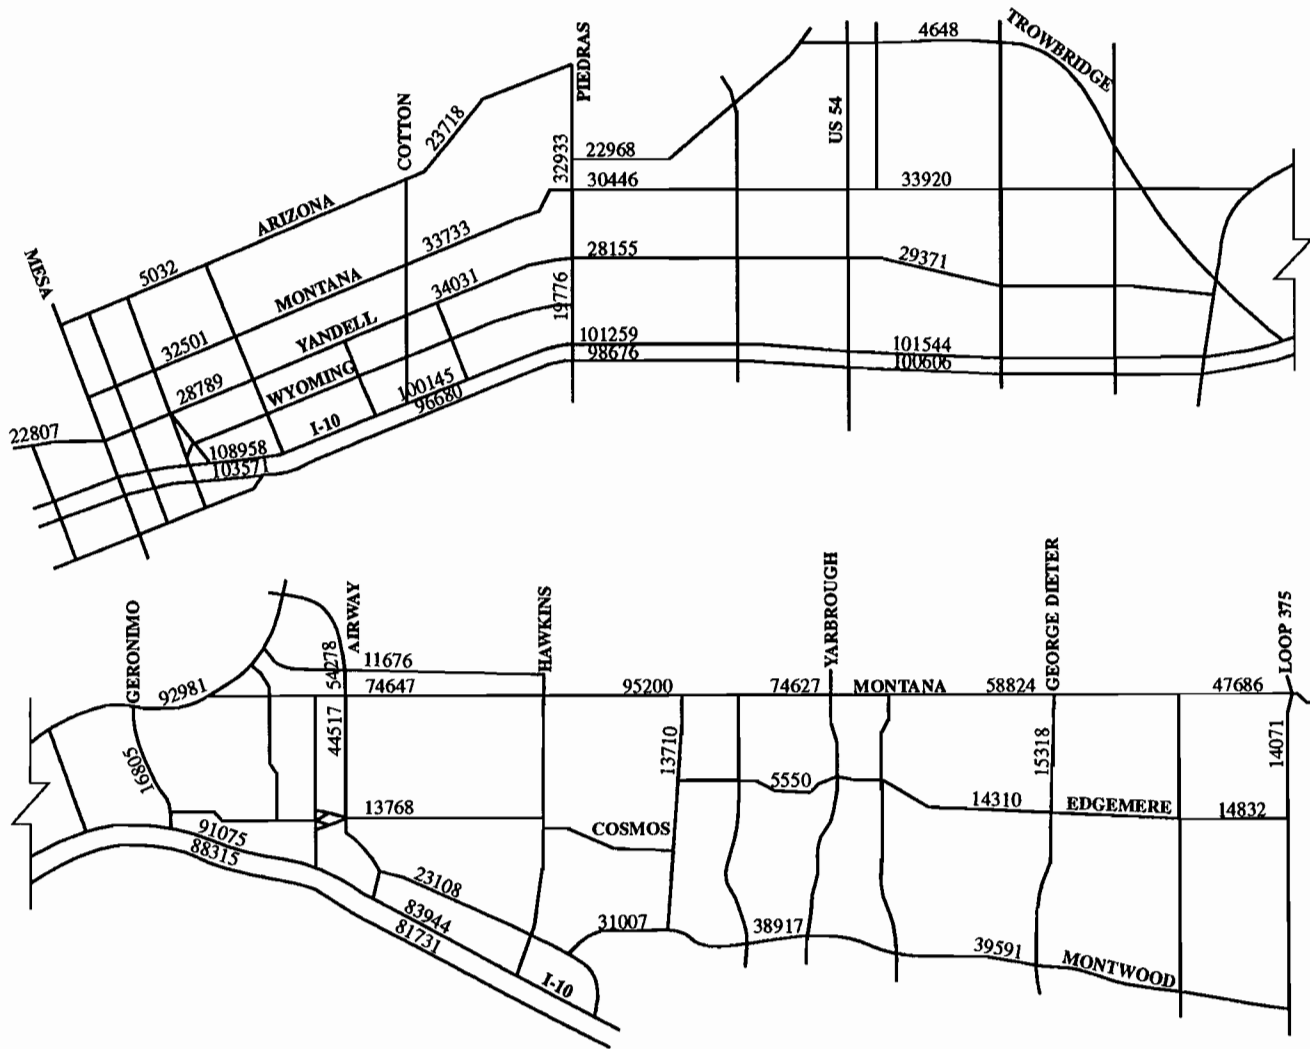 4648
TROWBRIDGE
PIEDRAS
US 54
COTTON
23718
32933
22968
30446
33920
ARIZONA
33733
28155
29371
MESA
5032
MONTANA
34031
19776
32501
YANDELL
101259
98676
101544
100606
28789
WYOMING
100145
96680
I-10
22807
108958
103571
GERONIMO
AIRWAY
HAWKINS
YARBROUGH
GEORGE DIETER
LOOP 375
54278
11676
92981
74647
95200
74627
MONTANA
58824
47686
16805
44517
13710
15318
14071
5550
13768
14310
EDGEMERE
14832
91075
88315
COSMOS
23108
83944
81731
31007
38917
39591
MONTWOOD
I-10